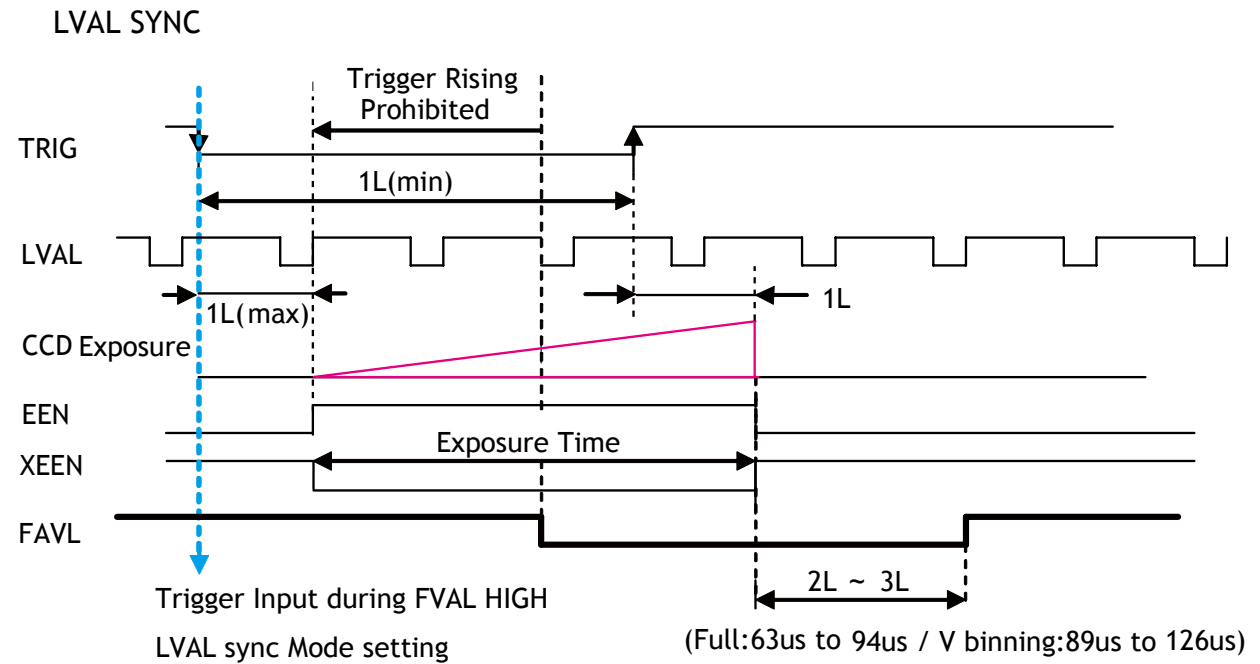 LVAL SYNC
Trigger Rising
Prohibited
TRIG
1L(min)
LVAL
1L(max)
1L
CCD Exposure
EEN
Exposure Time
XEEN
FAVL
2L ~ 3L
Trigger Input during FVAL HIGH
(Full:63us to 94us / V binning:89us to 126us)
LVAL sync Mode setting